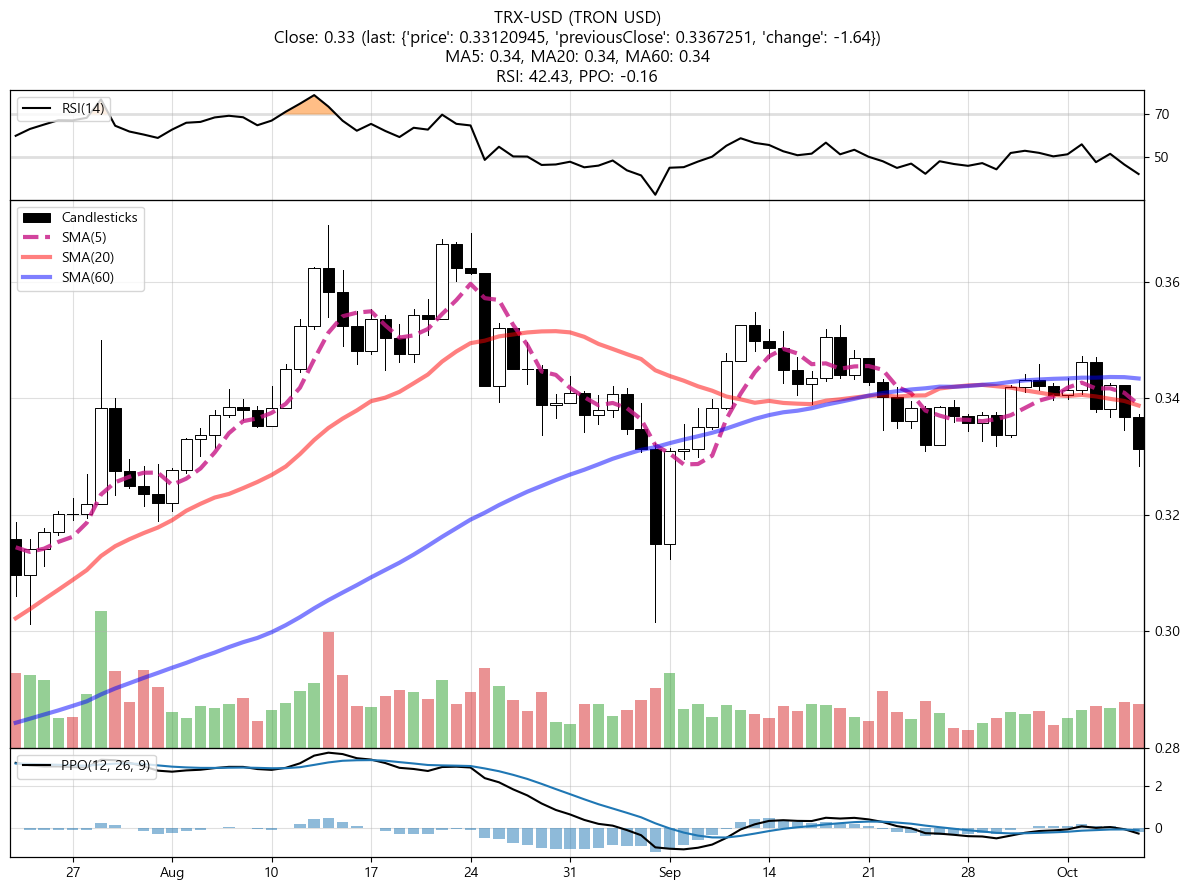 TRX-USD (TRON USD)
Close: 0.33 (last: {'price': 0.33120945, 'previousClose': 0.3367251, 'change': -1.64})
MA5: 0.34, MA20: 0.34, MA60: 0.34
RSI: 42.43, PPO: -0.16
RSI(14)
70
50
Candlesticks
SMA(5)
SMA(20)
SMA(60)
0.36
0.34
0.32
0.30
0.28
PPO(12, 26, 9)
2
0
27 Aug 10 17 24 31 Sep 14 21 28 Oct